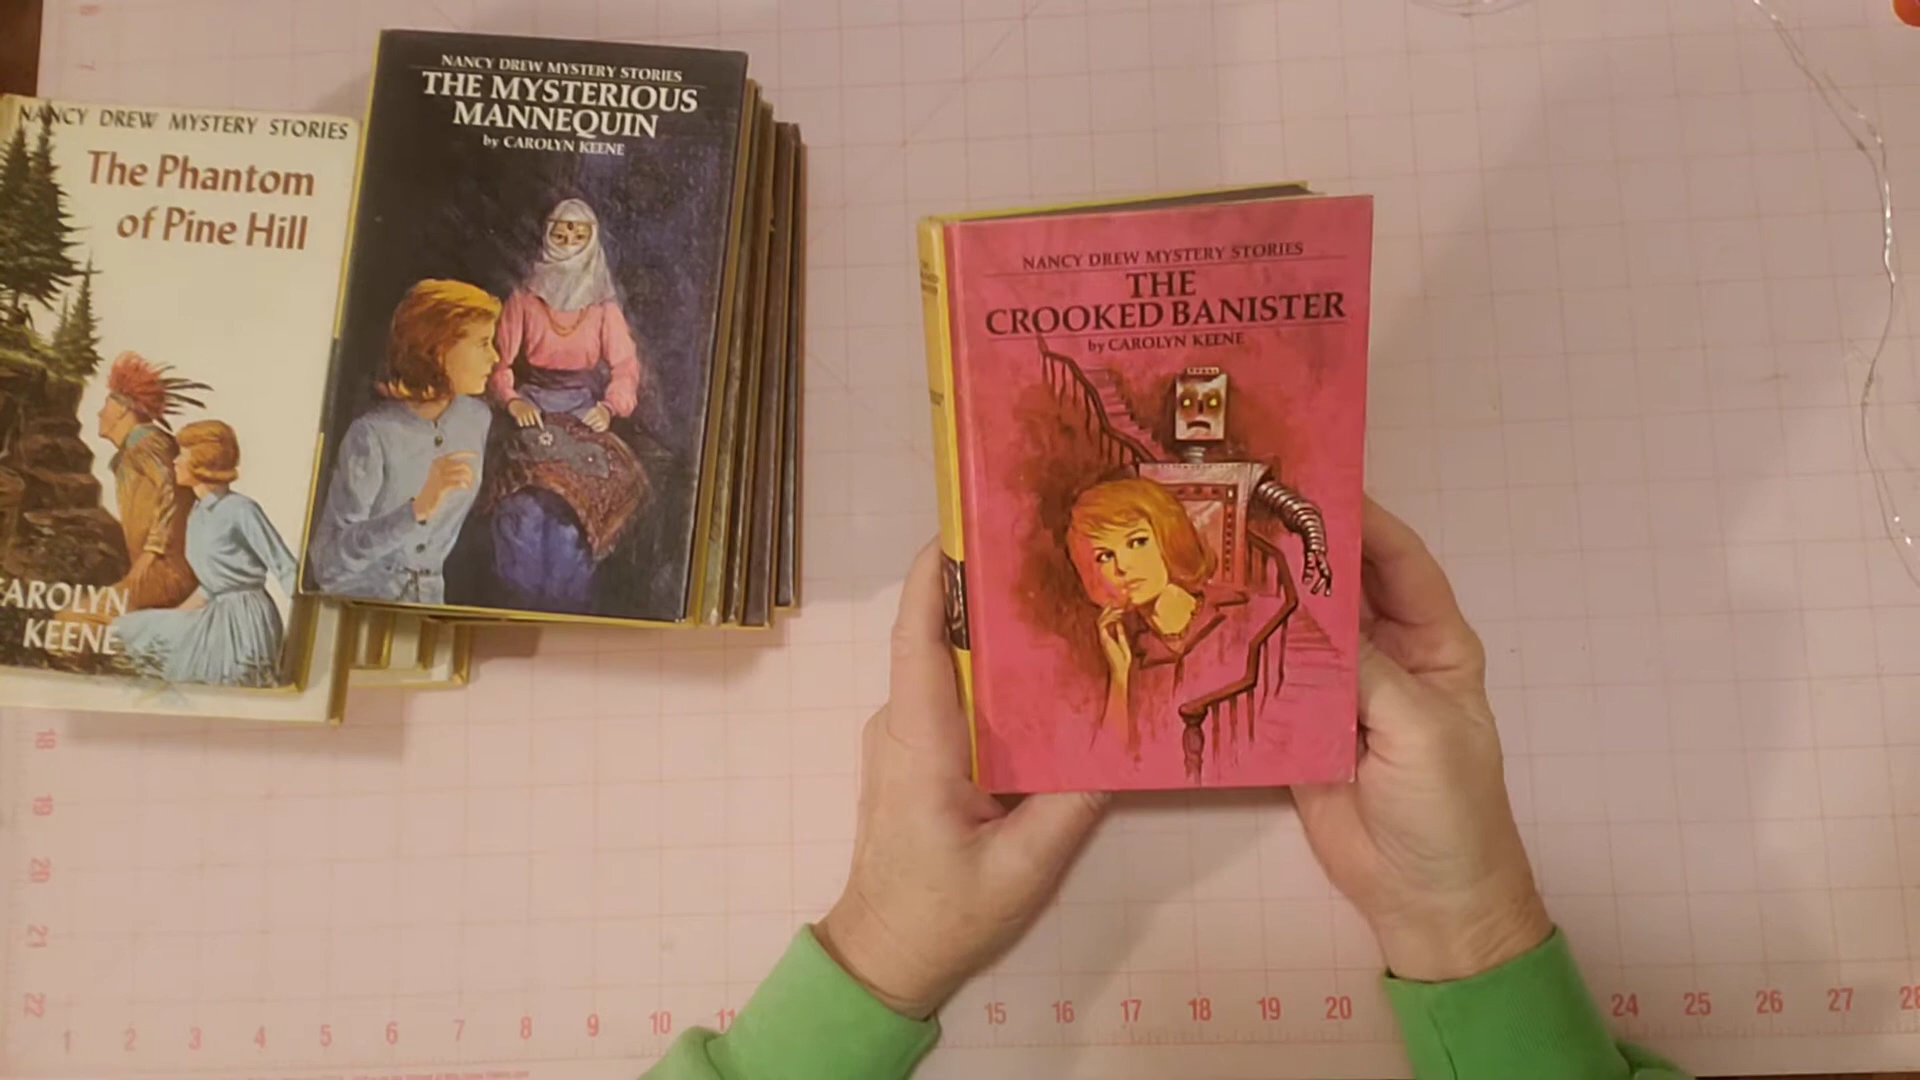 NANCY DREW MYSTERY STORIES
The Phantom
of Pine Hill
CAROLYN
KEENE
NANCY DREW MYSTERY STORIES
THE MYSTERIOUS
MANNEQUIN
by CAROLYN KEENE
NANCY DREW MYSTERY STORIES
THE
CROOKED BANISTER
by CAROLYN KEENE
18
19
20
21
22
1 2 3 4 5 6 7 8 9 10 11 15 16 17 18 19 20 24 25 26 27 28